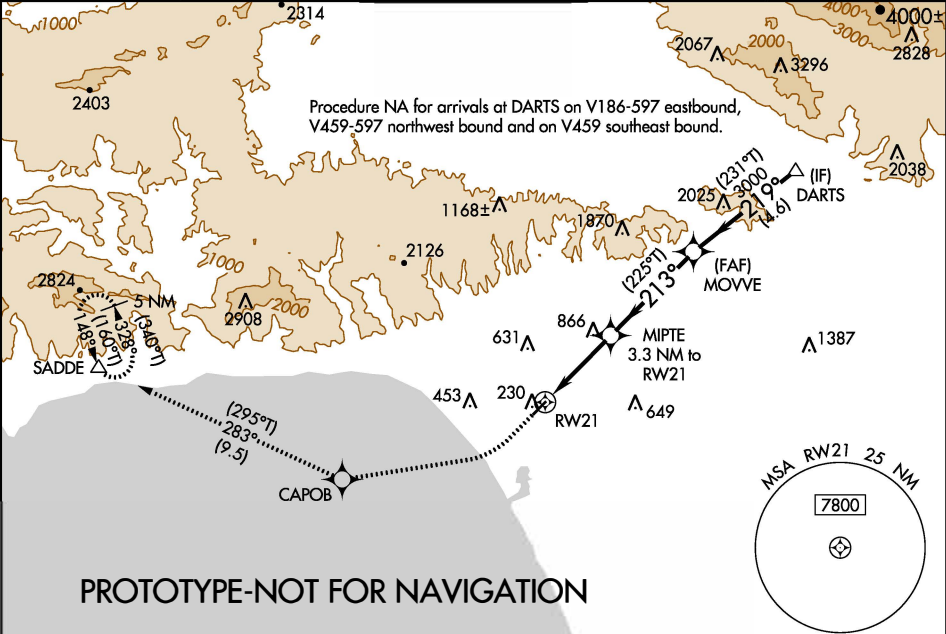 1000
2314
4000
4000±
3000
2828
2067
2000
3296
2403
Procedure NA for arrivals at DARTS on V186-597 eastbound,
V459-597 northwest bound and on V459 southeast bound.
2038
(231°T)
3000
219°
(4.6)
(IF)
DARTS
2025
1168±
1870
2126
1000
(225°T)
213°
(FAF)
MOVVE
2824
5 NM
2908
2000
148°
(160°T)
328°
(340°T)
SADDE
631
866
MIPTE
3.3 NM to
RW21
1387
453
230
649
RW21
(295°T)
283°
(9.5)
CAPOB
MSA RW21 25 NM
7800
PROTOTYPE-NOT FOR NAVIGATION